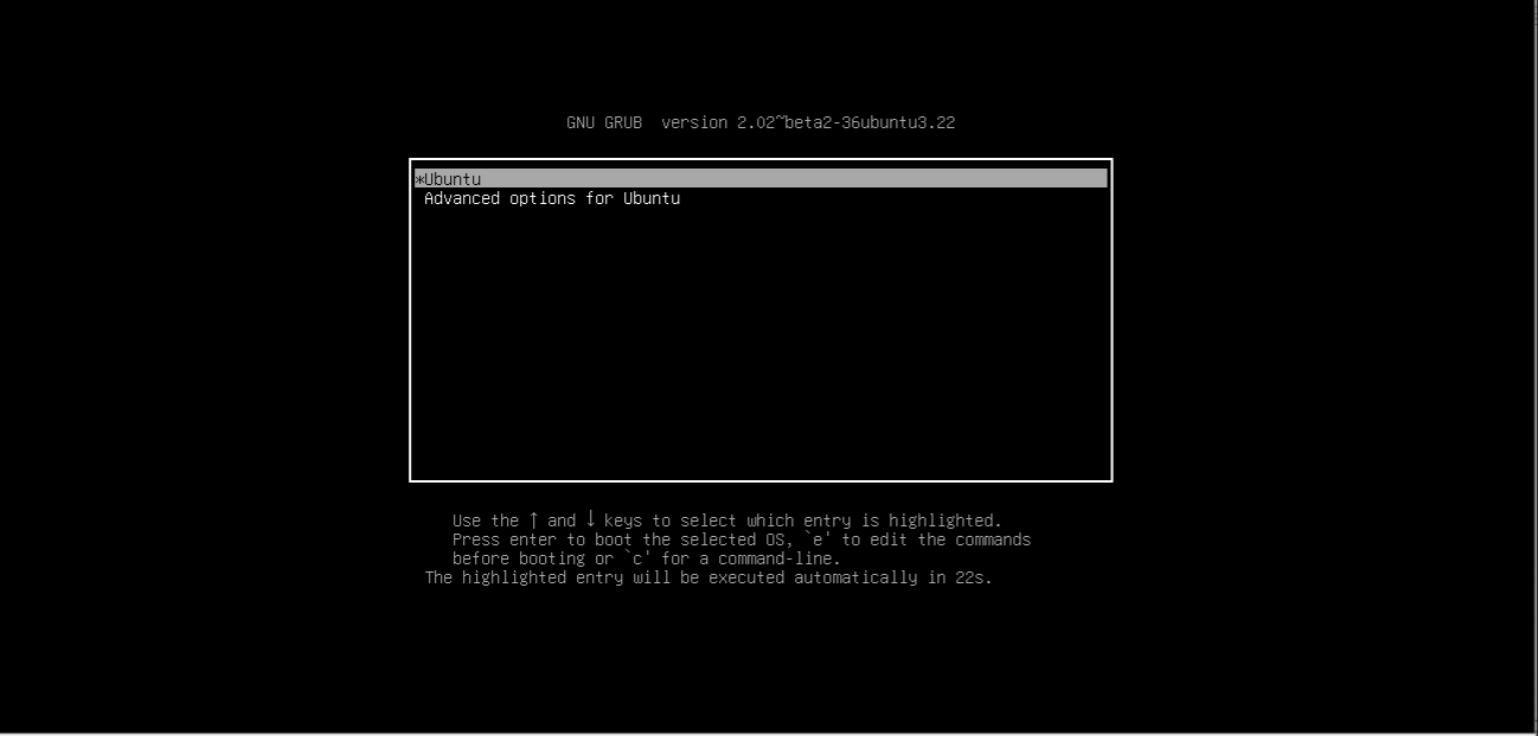 GNU GRUB  version 2.02~beta2-36ubuntu3.22
*Ubuntu
Advanced options for Ubuntu
Use the ↑ and ↓ keys to select which entry is highlighted.
Press enter to boot the selected OS, `e' to edit the commands
before booting or `c' for a command-line.
The highlighted entry will be executed automatically in 22s.